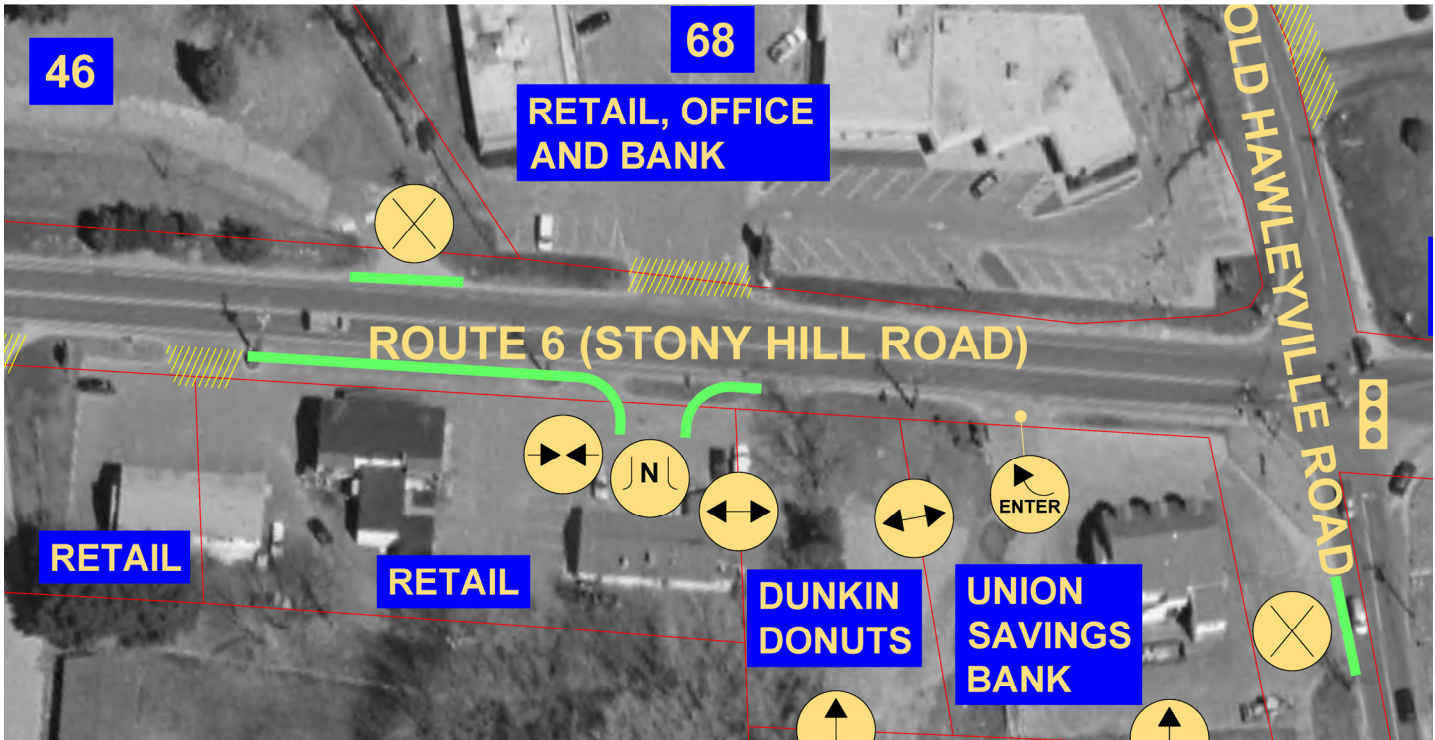 46
68
RETAIL, OFFICE
AND BANK
OLD HAWLEYVILLE ROAD
ROUTE 6 (STONY HILL ROAD)
N
ENTER
RETAIL
RETAIL
DUNKIN
DONUTS
UNION
SAVINGS
BANK